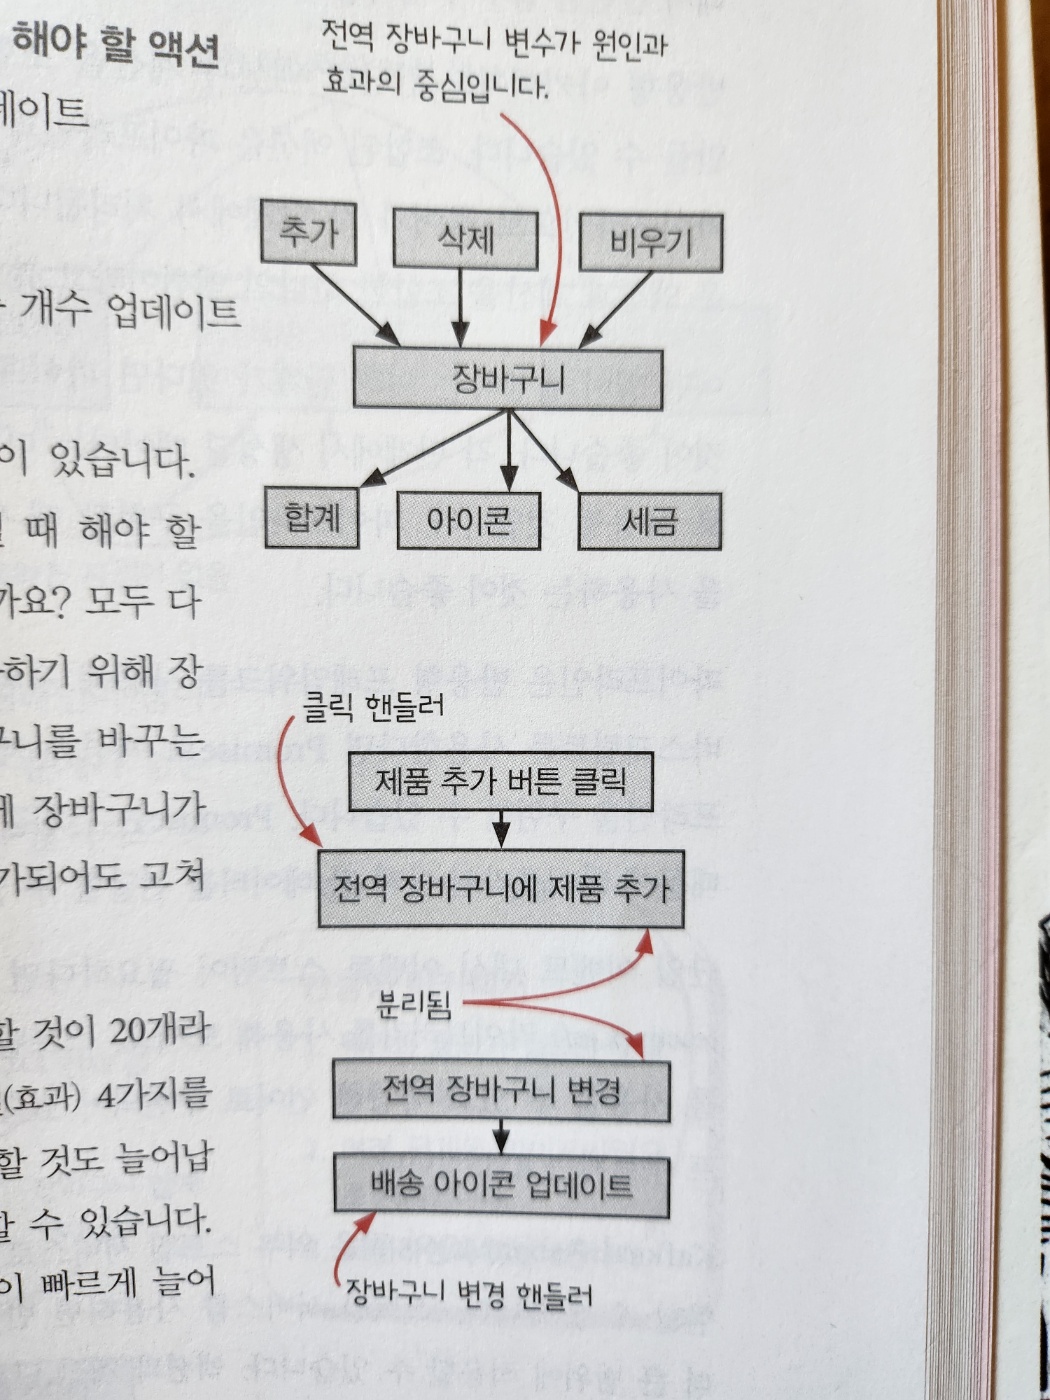 해야 할 액션
데이트
개수 업데이트
이 있습니다.
때 해야 할
가요? 모두 다
하기 위해 장
구니를 바꾸는
장바구니가
가되어도 고쳐
할 것이 20개라
(효과) 4가지를
할 것도 늘어납
수 있습니다.
이 빠르게 늘어
전역 장바구니 변수가 원인과
효과의 중심입니다.
추가 삭제 비우기
장바구니
합계 아이콘 세금
클릭 핸들러
제품 추가 버튼 클릭
전역 장바구니에 제품 추가
분리됨
전역 장바구니 변경
배송 아이콘 업데이트
장바구니 변경 핸들러